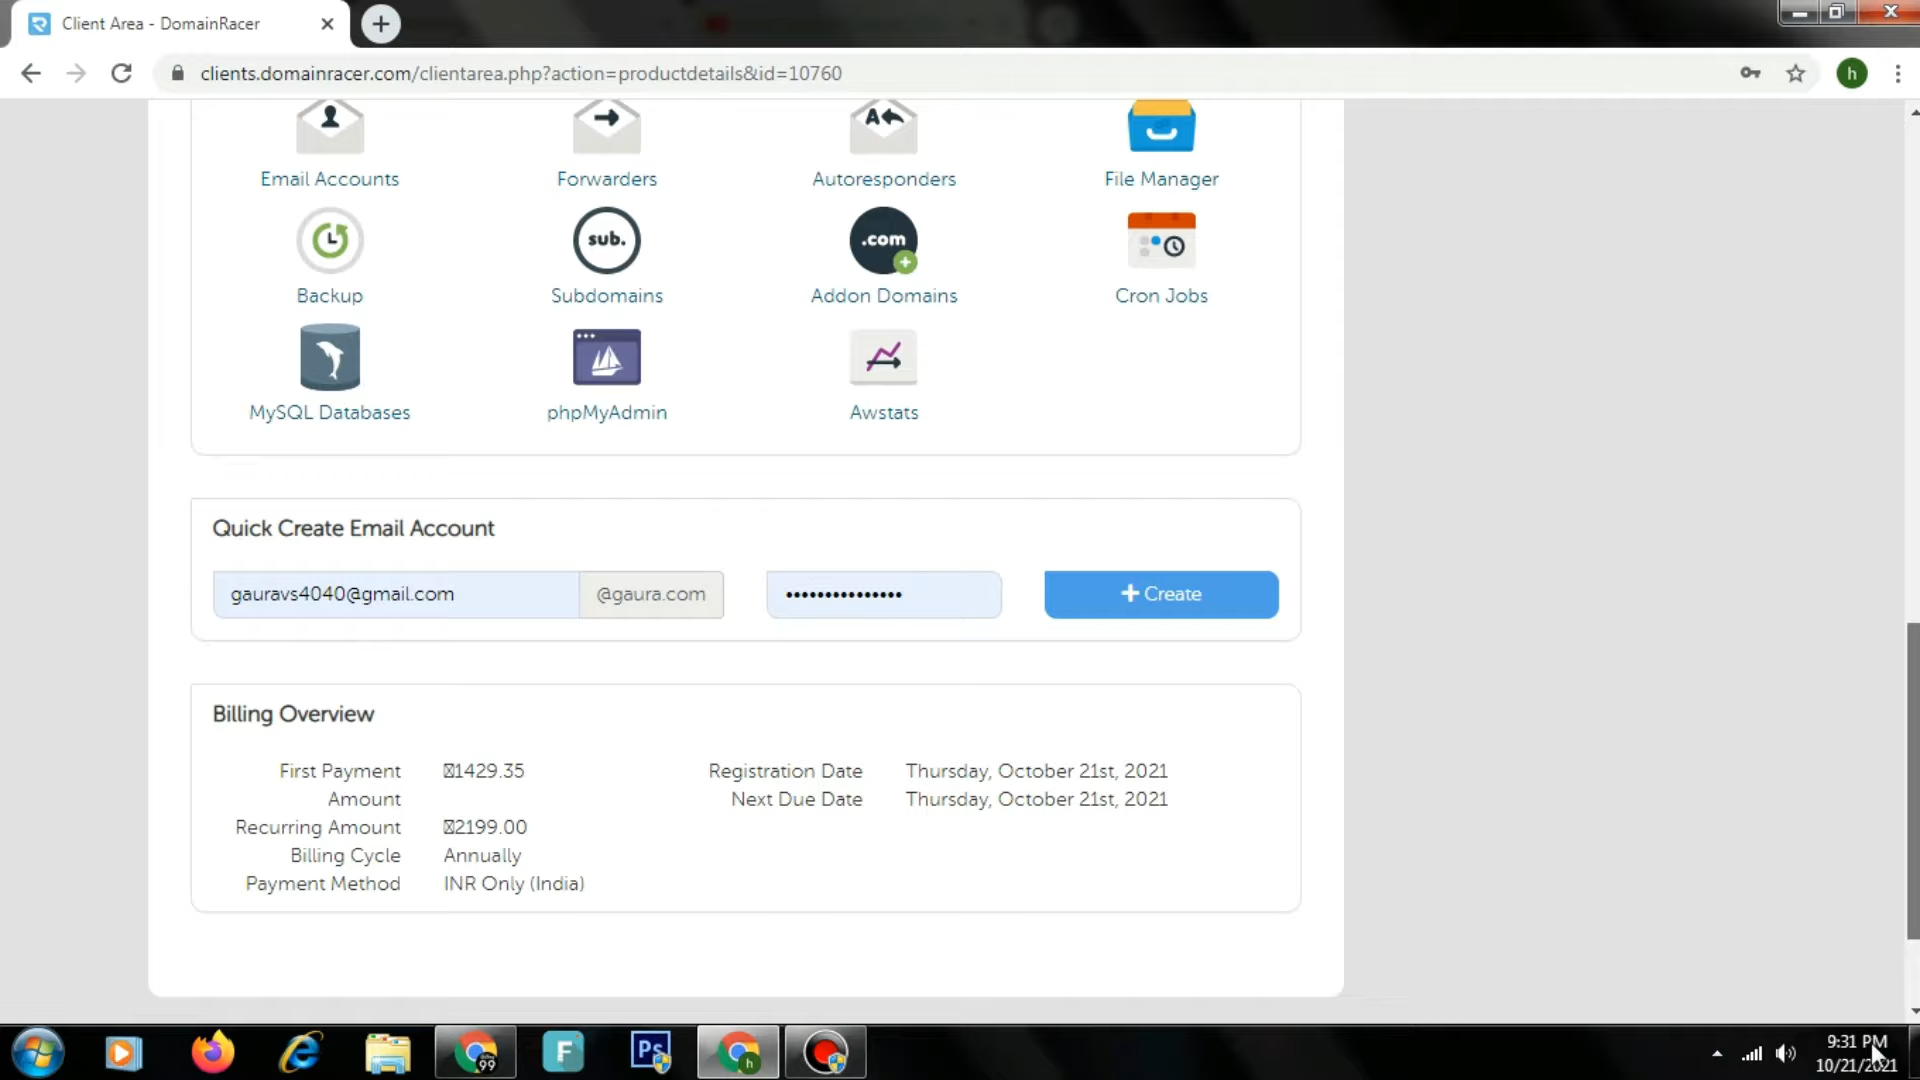 Client Area - DomainRacer
clients.domainracer.com/clientarea.php?action=productdetails&id=10760
h
A
Email Accounts
Forwarders
Autoresponders
File Manager
sub.
.com
Backup
Subdomains
Addon Domains
Cron Jobs
MySQL Databases
phpMyAdmin
Awstats
Quick Create Email Account
gauravs4040@gmail.com
@gaura.com
•••••••••••••••
+ Create
Billing Overview
First Payment Amount
1429.35
Registration Date
Thursday, October 21st, 2021
Next Due Date
Thursday, October 21st, 2021
Recurring Amount
2199.00
Billing Cycle
Annually
Payment Method
INR Only (India)
99
F
Ps
h
9:31 PM
10/21/2021